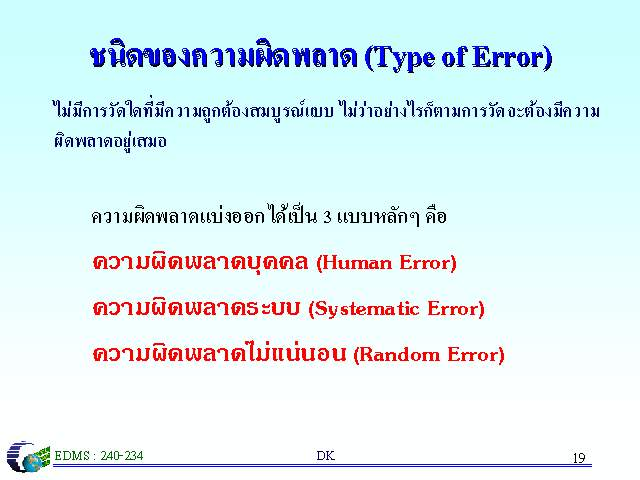 ชนิดของความผิดพลาด (Type of Error)
ไม่มีการวัดใดที่มีความถูกต้องสมบูรณ์แบบ ไม่ว่าอย่างไรก็ตามการวัดจะต้องมีความ
ผิดพลาดอยู่เสมอ
ความผิดพลาดแบ่งออกได้เป็น 3 แบบหลักๆ คือ
ความผิดพลาดบุคคล (Human Error)
ความผิดพลาดระบบ (Systematic Error)
ความผิดพลาดไม่แน่นอน (Random Error)
EDMS : 240-234 DK 19